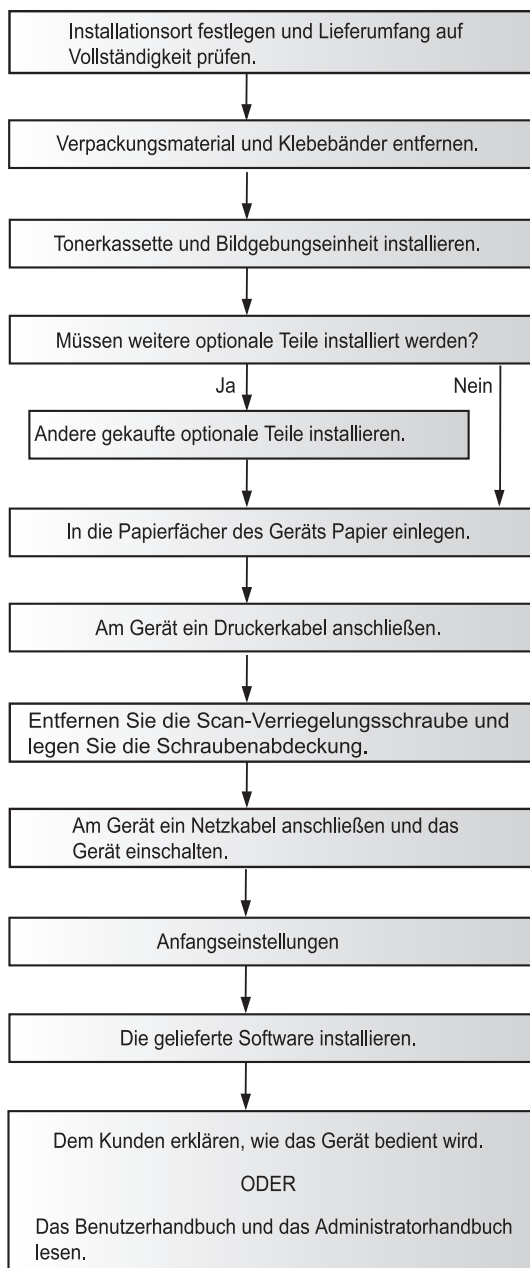 Installationsort festlegen und Lieferumfang auf
Vollständigkeit prüfen.
Verpackungsmaterial und Klebebänder entfernen.
Tonerkassette und Bildgebungseinheit installieren.
Müssen weitere optionale Teile installiert werden?
Ja
Nein
Andere gekaufte optionale Teile installieren.
In die Papierfächer des Geräts Papier einlegen.
Am Gerät ein Druckerkabel anschließen.
Entfernen Sie die Scan-Verriegelungsschraube und
legen Sie die Schraubenabdeckung.
Am Gerät ein Netzkabel anschließen und das
Gerät einschalten.
Anfangseinstellungen
Die gelieferte Software installieren.
Dem Kunden erklären, wie das Gerät bedient wird.
ODER
Das Benutzerhandbuch und das Administratorhandbuch
lesen.